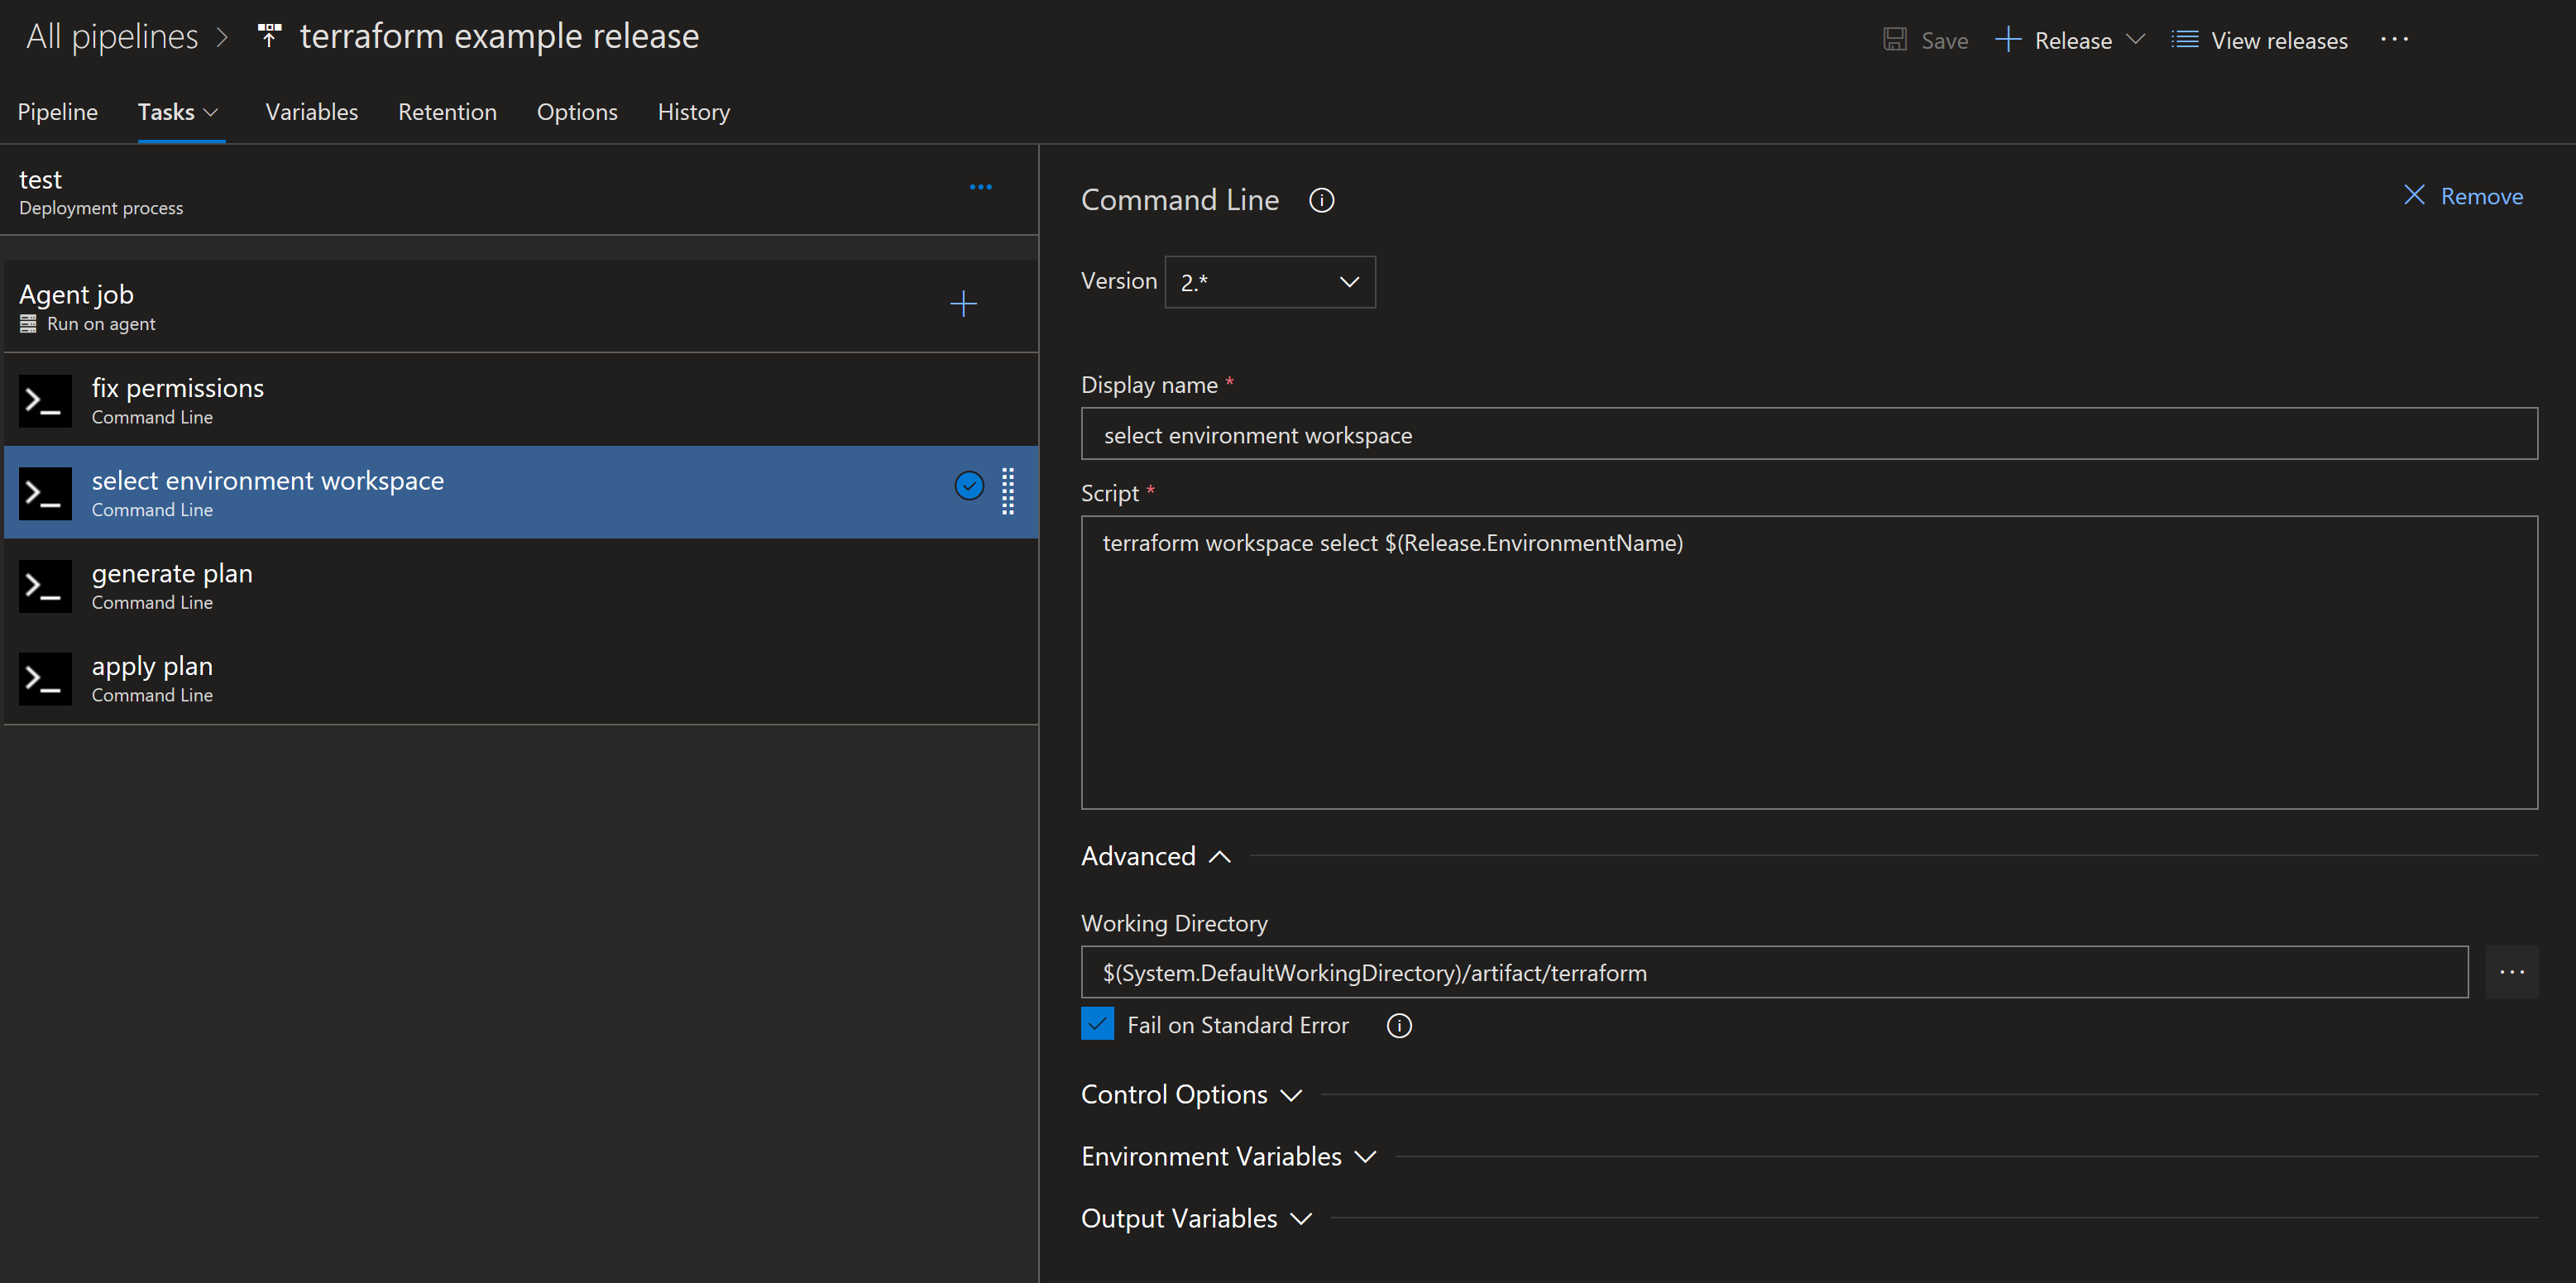 All pipelines > terraform example release
Save
Release
View releases
Pipeline
Tasks
Variables
Retention
Options
History
test
Deployment process
Agent job
Run on agent
fix permissions
Command Line
select environment workspace
Command Line
generate plan
Command Line
apply plan
Command Line
Command Line
Remove
Version
2.*
Display name *
select environment workspace
Script *
terraform workspace select $(Release.EnvironmentName)
Advanced
Working Directory
$(System.DefaultWorkingDirectory)/artifact/terraform
Fail on Standard Error
Control Options
Environment Variables
Output Variables